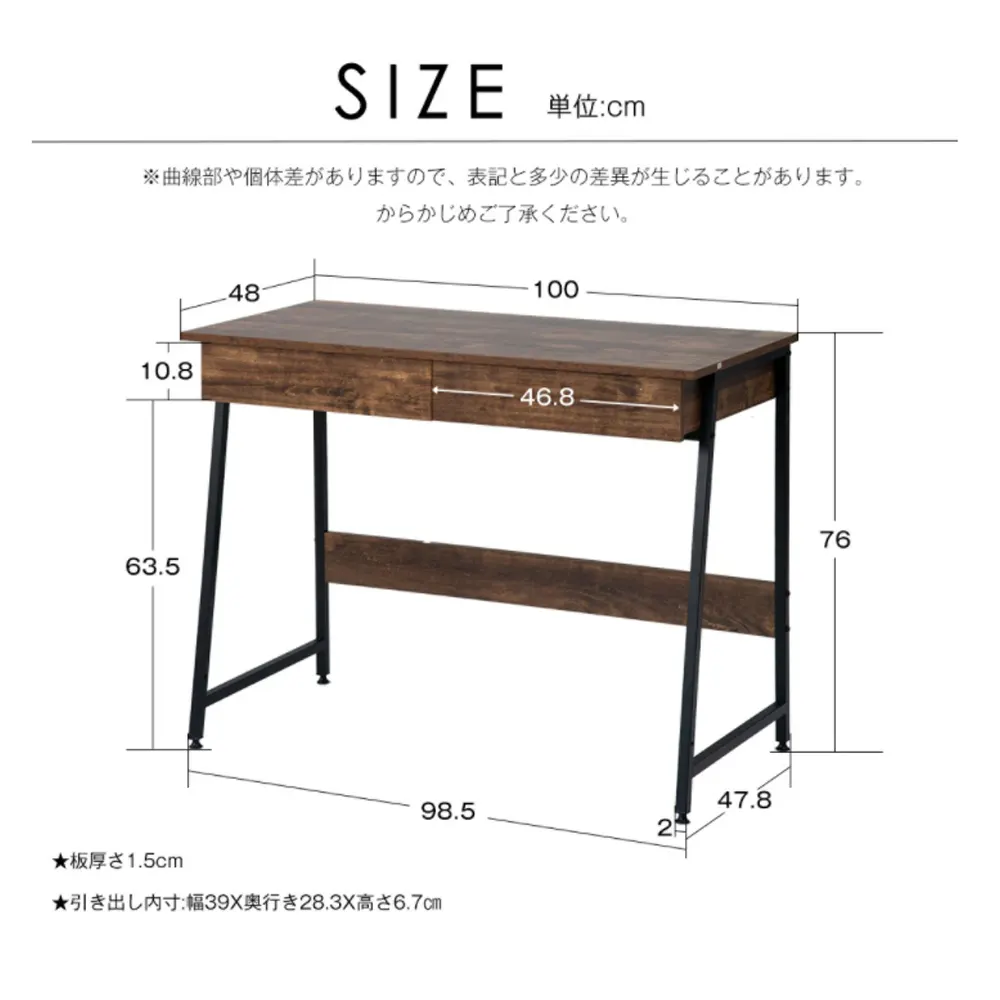 SIZE 単位:cm
※曲線部や個体差がありますので、表記と多少の差異が生じることがあります。
からかじめご了承ください。
48
100
10.8
46.8
63.5
76
98.5
2
47.8
★板厚さ1.5cm
★引き出し内寸:幅39X奥行き28.3X高さ6.7㎝